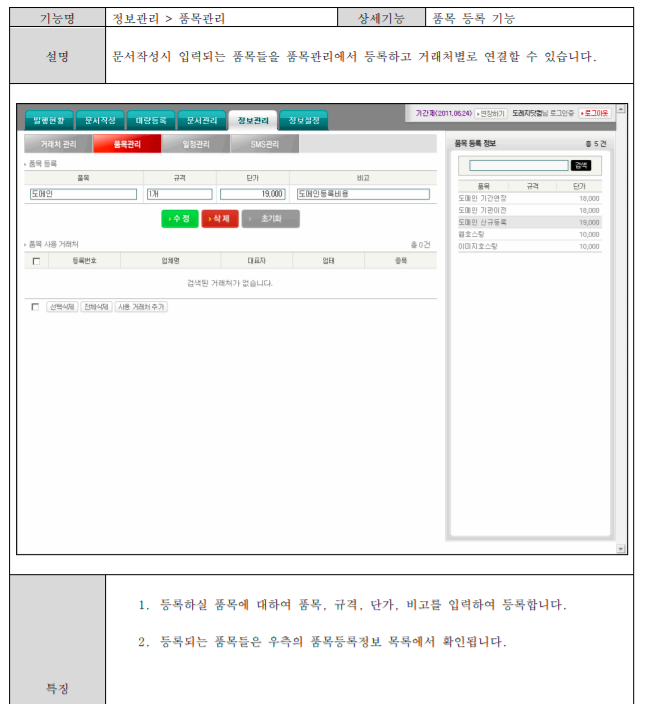 기능명 정보관리 > 품목관리 상세기능 품목 등록 기능
설명 문서작성시 입력되는 품목들을 품목관리에서 등록하고 거래처별로 연결할 수 있습니다.
발행현황 문서작성 대량등록 문서관리 정보관리 정보설정
기간제(2011.06.24) 연장하기 도레지닷컴님 로그인중 로그아웃
거래처 관리 품목관리 일정관리 SMS관리
품목 등록
품목 규격 단가 비고
도메인 1개 19,000 도메인등록비용
수 정 삭 제 초기화
품목 사용 거래처 총 0건
등록번호 업체명 대표자 업태 종목
검색된 거래처가 없습니다.
선택삭제 전체삭제 사용 거래처 추가
품목 등록 정보 총 5 건
검색
품목 규격 단가
도메인 기간연장 18,000
도메인 기관이전 18,000
도메인 신규등록 19,000
웹호스팅 10,000
이미지호스팅 10,000
특징
1. 등록하실 품목에 대하여 품목, 규격, 단가, 비고를 입력하여 등록합니다.
2. 등록되는 품목들은 우측의 품목등록정보 목록에서 확인됩니다.